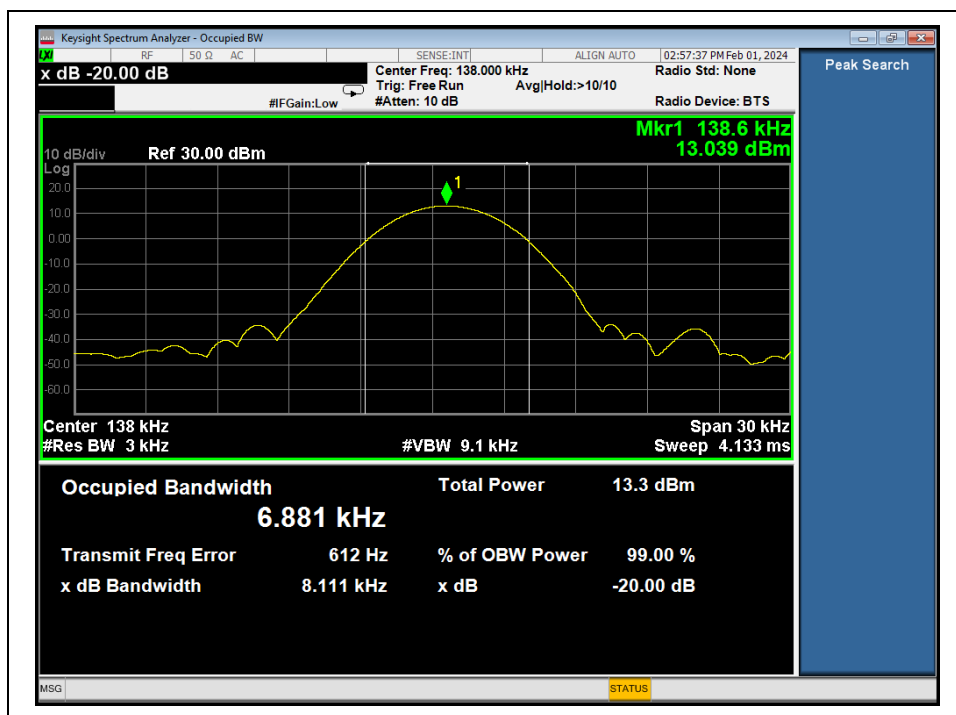 Keysight Spectrum Analyzer - Occupied BW
LXI RF 50 Ω AC SENSE:INT ALIGN AUTO 02:57:37 PM Feb 01, 2024
x dB -20.00 dB Center Freq: 138.000 kHz Radio Std: None
Trig: Free Run Avg|Hold:>10/10
#IFGain:Low #Atten: 10 dB Radio Device: BTS
Peak Search
Mkr1 138.6 kHz
10 dB/div Ref 30.00 dBm 13.039 dBm
Log
1
20.0
10.0
0.00
-10.0
-20.0
-30.0
-40.0
-50.0
-60.0
Center 138 kHz Span 30 kHz
#Res BW 3 kHz #VBW 9.1 kHz Sweep 4.133 ms
Occupied Bandwidth Total Power 13.3 dBm
6.881 kHz
Transmit Freq Error 612 Hz % of OBW Power 99.00 %
x dB Bandwidth 8.111 kHz x dB -20.00 dB
MSG STATUS